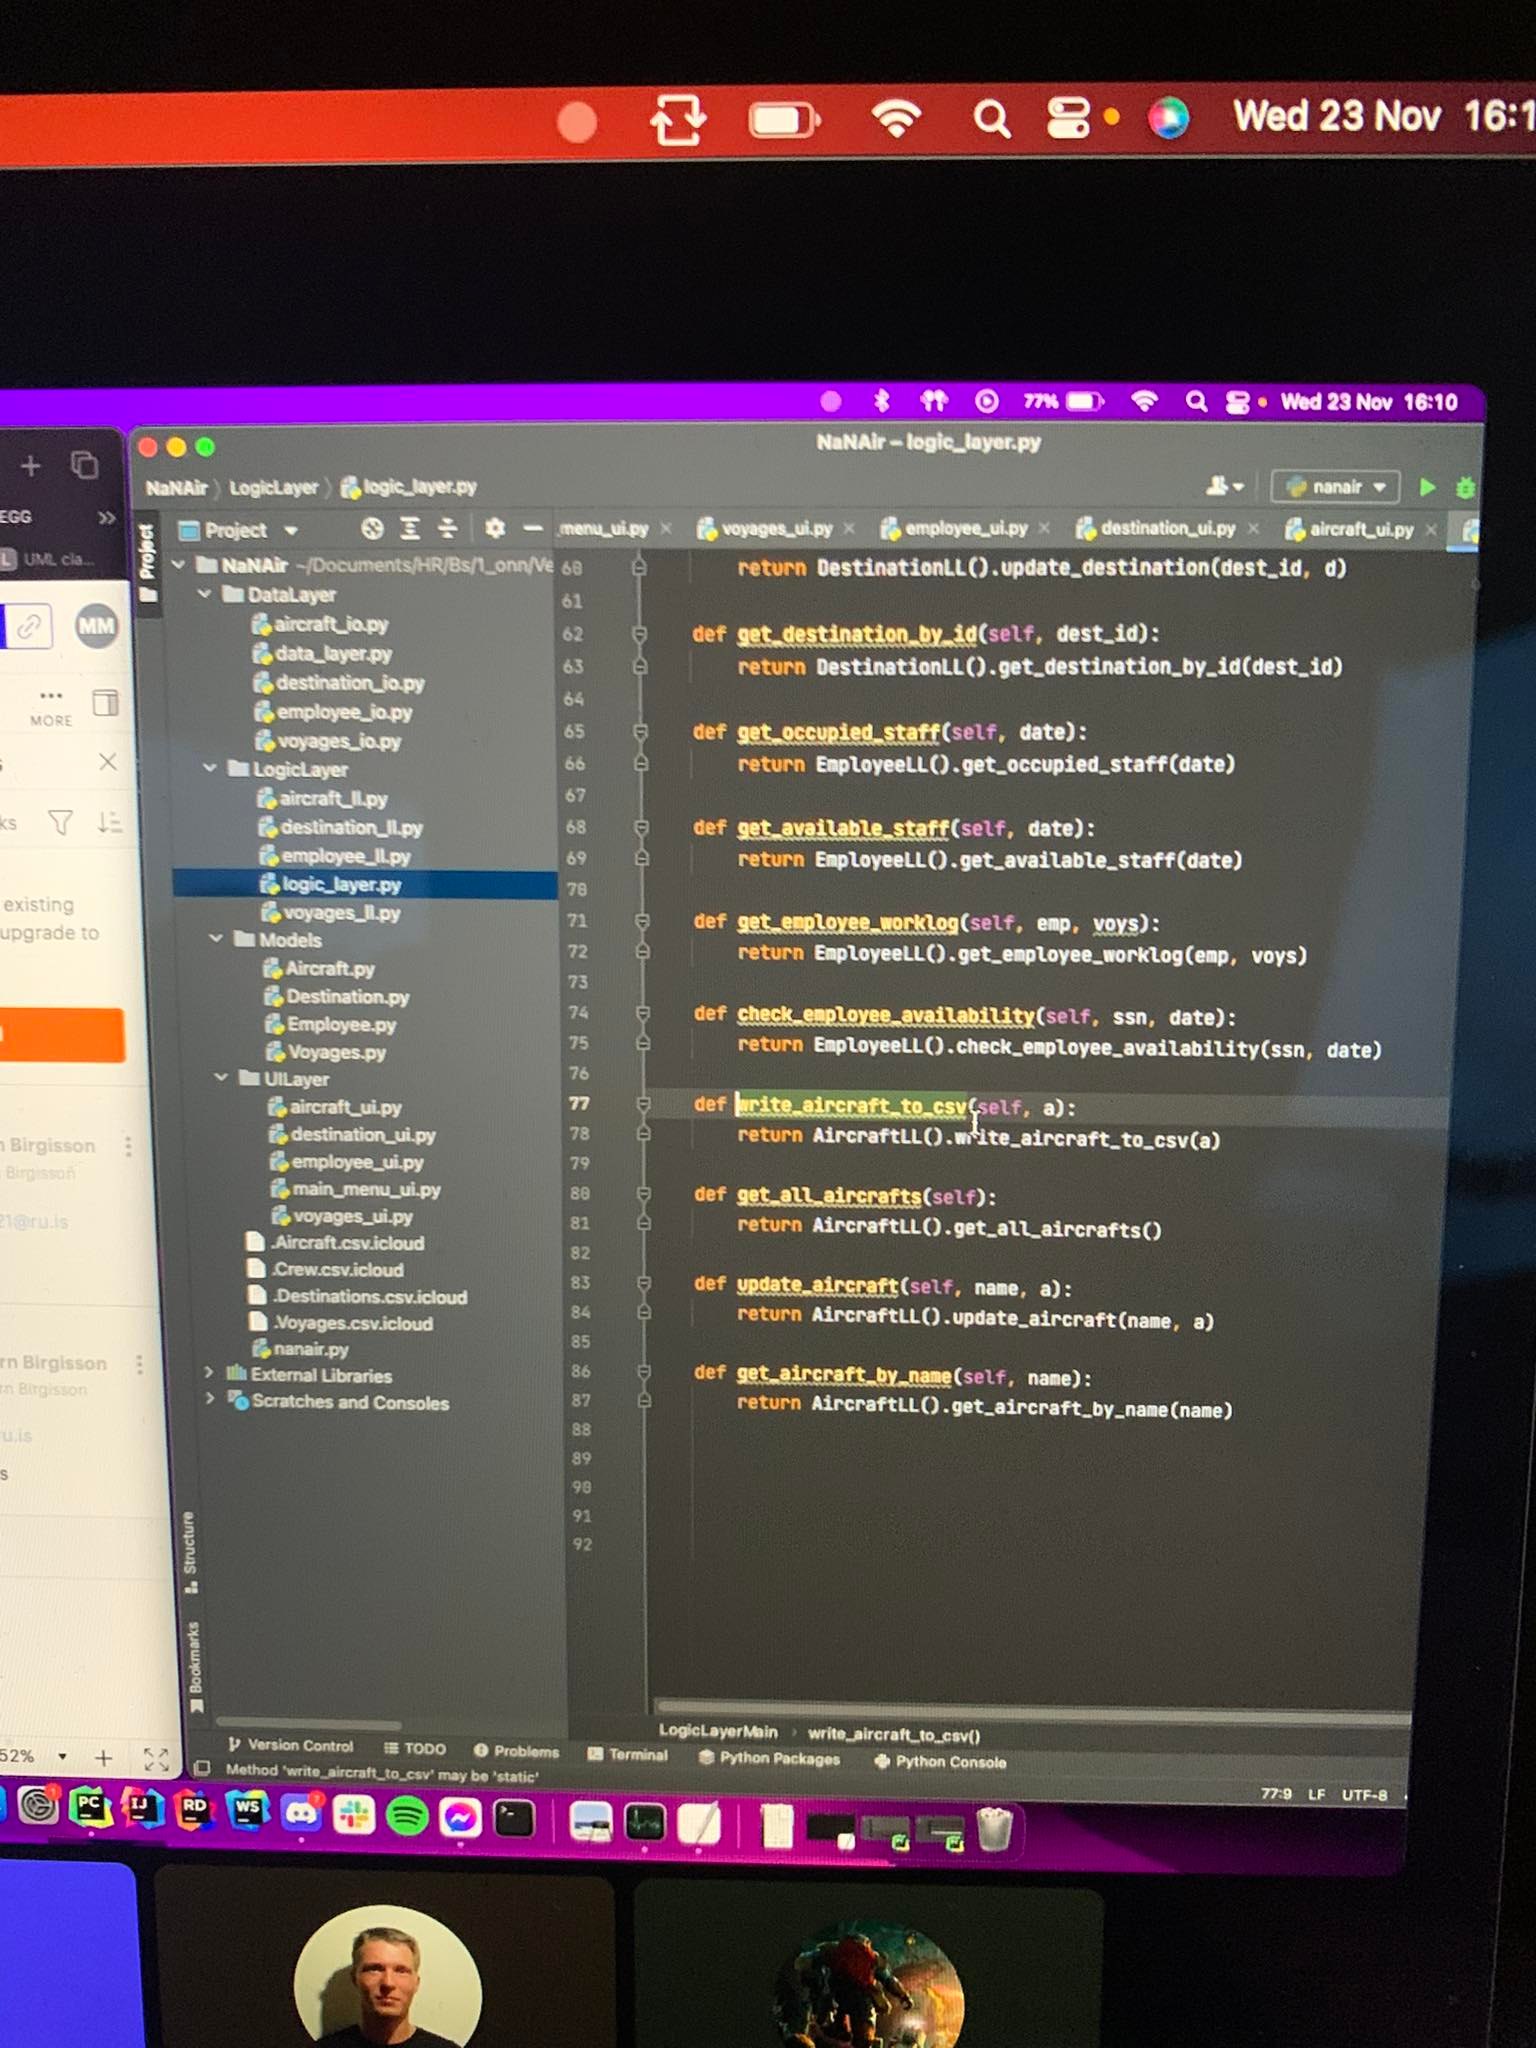 Wed 23 Nov 16:1
77% Wed 23 Nov 16:10
NaNAir – logic_layer.py
NaNAir LogicLayer logic_layer.py
nanair
EGG
UML cla...
MM
MORE
existing
upgrade to
Birgisson
Birgisson
21@ru.is
rn Birgisson
rn Birgisson
ru.is
52%
Project
Structure
Bookmarks
Project
NaNAir ~/Documents/HR/Bs/1_onn/Ve
DataLayer
aircraft_io.py
data_layer.py
destination_io.py
employee_io.py
voyages_io.py
LogicLayer
aircraft_ll.py
destination_ll.py
employee_ll.py
logic_layer.py
voyages_ll.py
Models
Aircraft.py
Destination.py
Employee.py
Voyages.py
UILayer
aircraft_ui.py
destination_ui.py
employee_ui.py
main_menu_ui.py
voyages_ui.py
.Aircraft.csv.icloud
.Crew.csv.icloud
.Destinations.csv.icloud
.Voyages.csv.icloud
nanair.py
External Libraries
Scratches and Consoles
menu_ui.py voyages_ui.py employee_ui.py destination_ui.py aircraft_ui.py
60 return DestinationLL().update_destination(dest_id, d)
61
62 def get_destination_by_id(self, dest_id):
63 return DestinationLL().get_destination_by_id(dest_id)
64
65 def get_occupied_staff(self, date):
66 return EmployeeLL().get_occupied_staff(date)
67
68 def get_available_staff(self, date):
69 return EmployeeLL().get_available_staff(date)
70
71 def get_employee_worklog(self, emp, voys):
72 return EmployeeLL().get_employee_worklog(emp, voys)
73
74 def check_employee_availability(self, ssn, date):
75 return EmployeeLL().check_employee_availability(ssn, date)
76
77 def write_aircraft_to_csv(self, a):
78 return AircraftLL().write_aircraft_to_csv(a)
79
80 def get_all_aircrafts(self):
81 return AircraftLL().get_all_aircrafts()
82
83 def update_aircraft(self, name, a):
84 return AircraftLL().update_aircraft(name, a)
85
86 def get_aircraft_by_name(self, name):
87 return AircraftLL().get_aircraft_by_name(name)
88
89
90
91
92
LogicLayerMain write_aircraft_to_csv()
Version Control TODO Problems Terminal Python Packages Python Console
Method 'write_aircraft_to_csv' may be 'static'
77:9 LF UTF-8
PC IJ RD WS